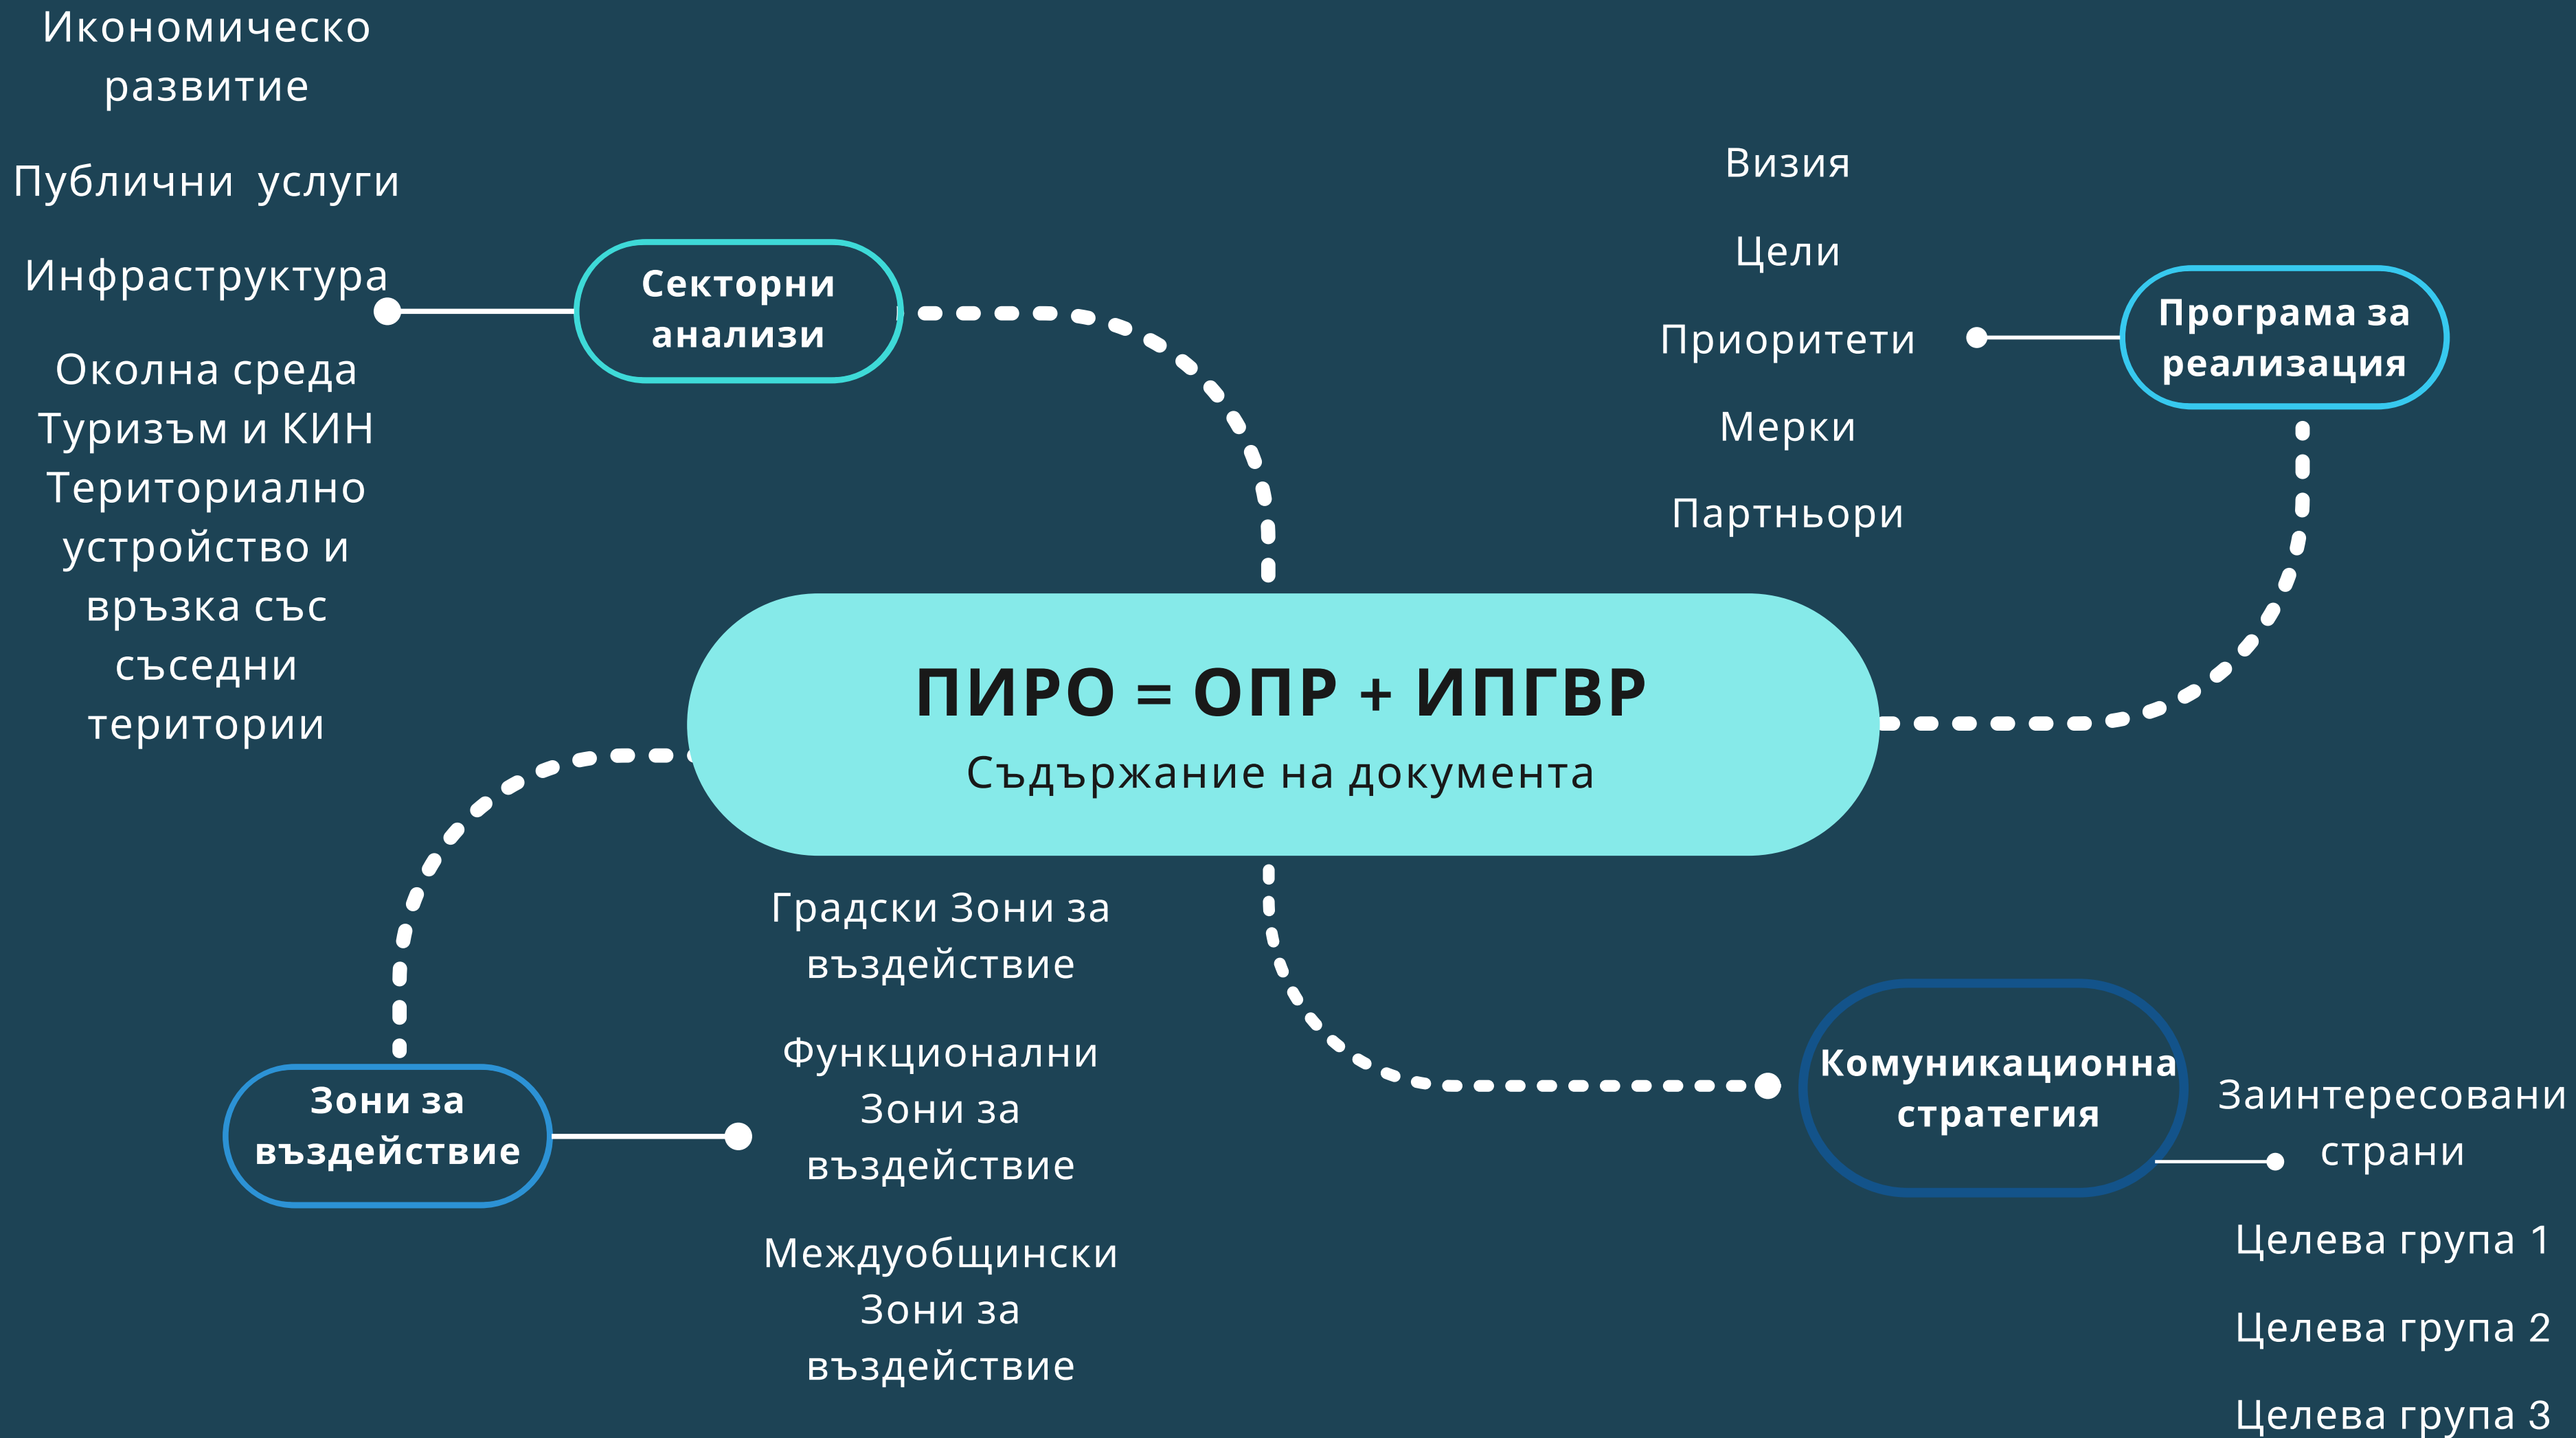 Икономическо
развитие
Публични  услуги
Инфраструктура
Околна среда
Туризъм и КИН
Териториално
устройство и
връзка със
съседни
територии
Секторни
анализи
Визия
Цели
Приоритети
Мерки
Партньори
Програма за
реализация
ПИРО = ОПР + ИПГВР
Съдържание на документа
Зони за
въздействие
Градски Зони за
въздействие
Функционални
Зони за
въздействие
Междуобщински
Зони за
въздействие
Комуникационна
стратегия
Заинтересовани
страни
Целева група 1
Целева група 2
Целева група 3